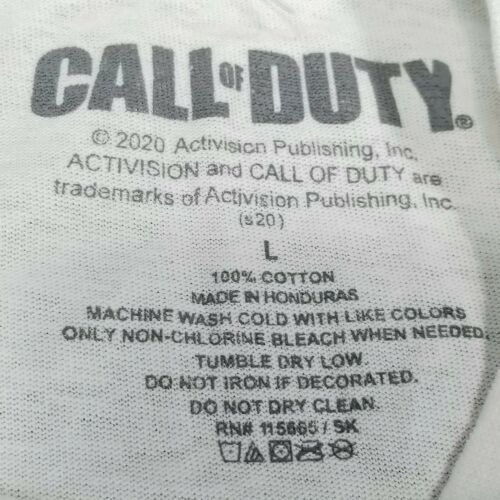 CALL OF DUTY®
© 2020 Activision Publishing, Inc.
ACTIVISION and CALL OF DUTY are
trademarks of Activision Publishing, Inc.
(s20)
L
100% COTTON
MADE IN HONDURAS
MACHINE WASH COLD WITH LIKE COLORS
ONLY NON-CHLORINE BLEACH WHEN NEEDED.
TUMBLE DRY LOW.
DO NOT IRON IF DECORATED.
DO NOT DRY CLEAN.
RN# 115665 / SK